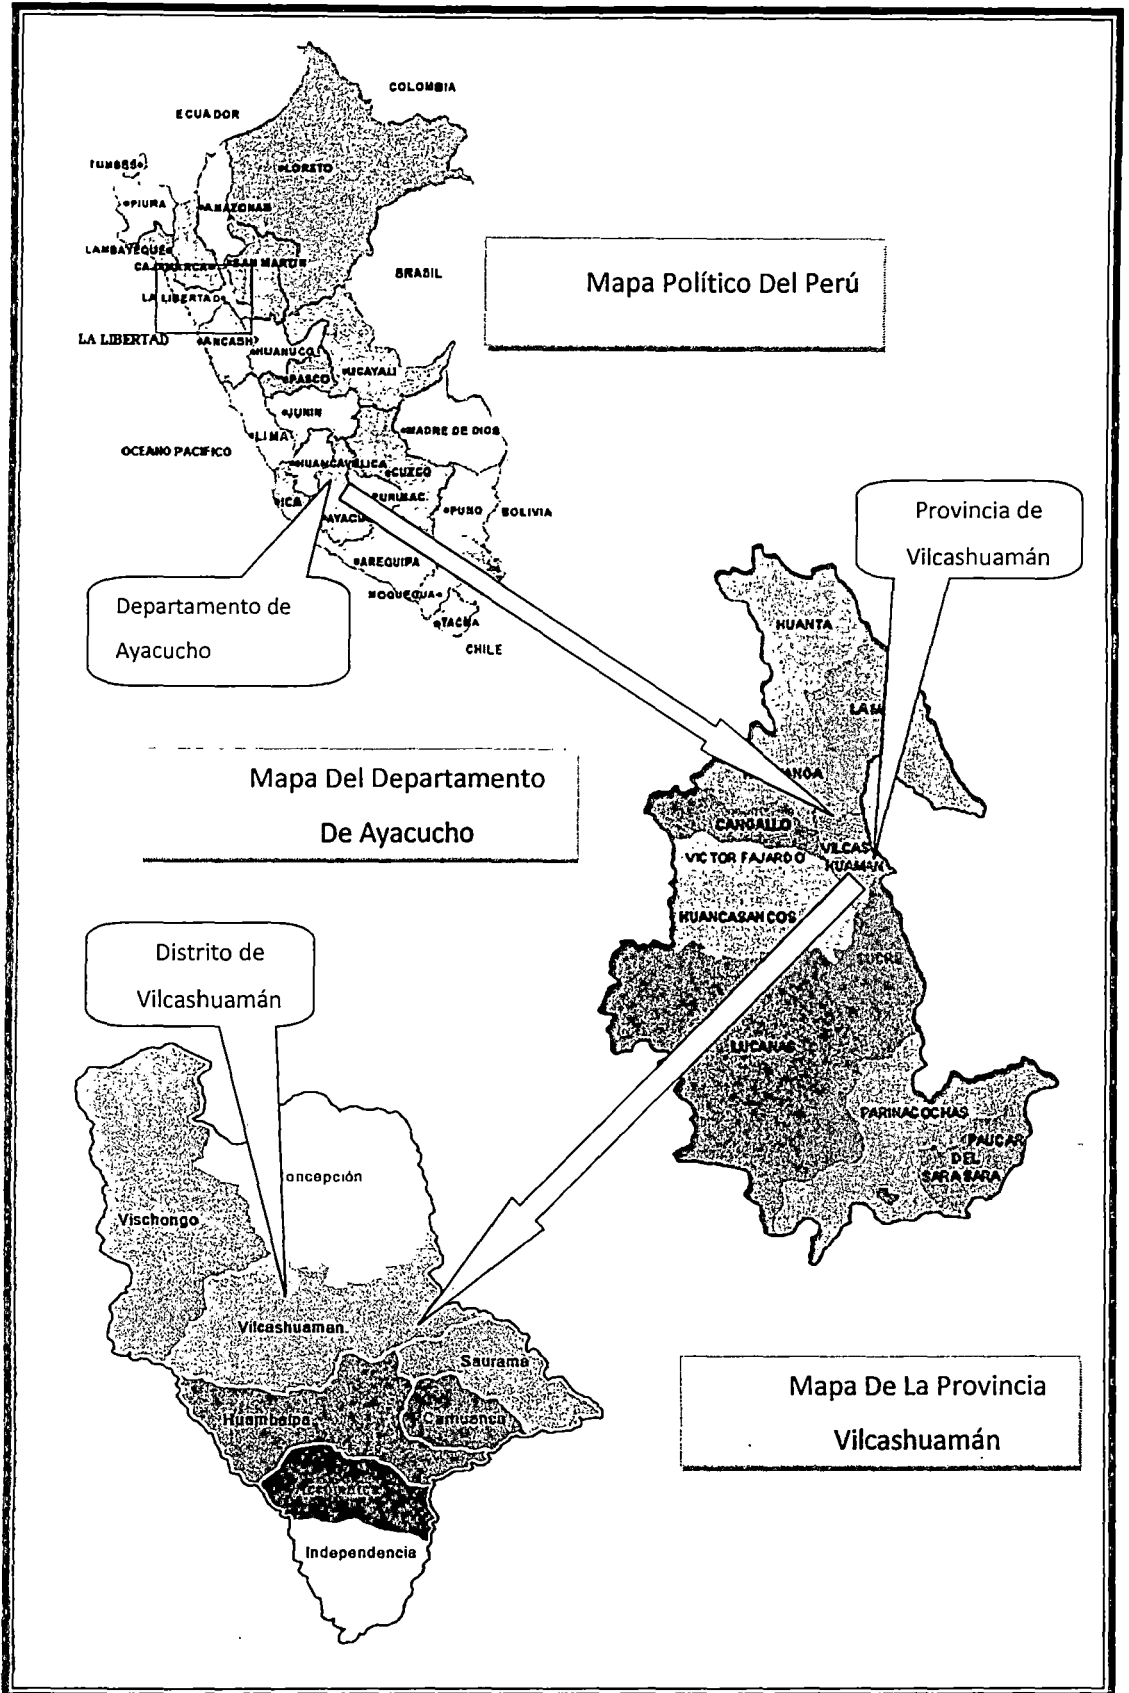 COLOMBIA
ECUADOR
TUMBES
LORETO
PIURA
AMAZONAS
LAMBAYEQUE
CAJAMARCA
SAN MARTIN
BRASIL
Mapa Político Del Perú
LA LIBERTAD
LA LIBERTAD
ANCASH
HUANUCO
PASCO
UCAYALI
JUNIN
LIMA
MADRE DE DIOS
OCEANO PACIFICO
HUANCAVELICA
CUZCO
ICA
PURIMAC
PUNO
BOLIVIA
AYACU
AREQUIPA
MOQUEGUA
TACNA
CHILE
Departamento de
Ayacucho
Provincia de
Vilcashuamán
HUANTA
LA M
Mapa Del Departamento
De Ayacucho
ANGA
CANGALLO
VICTOR FAJARDO
VILCAS
HUAMAN
HUANCASANCOS
SUCRE
LUCANAS
PARINACOCHAS
PAUCAR
DEL
SARA SARA
Distrito de
Vilcashuamán
oncepción
Vischongo
Vilcashuaman.
Saurama
Huambalpa
Carhuanca
Independencia
Mapa De La Provincia
Vilcashuamán